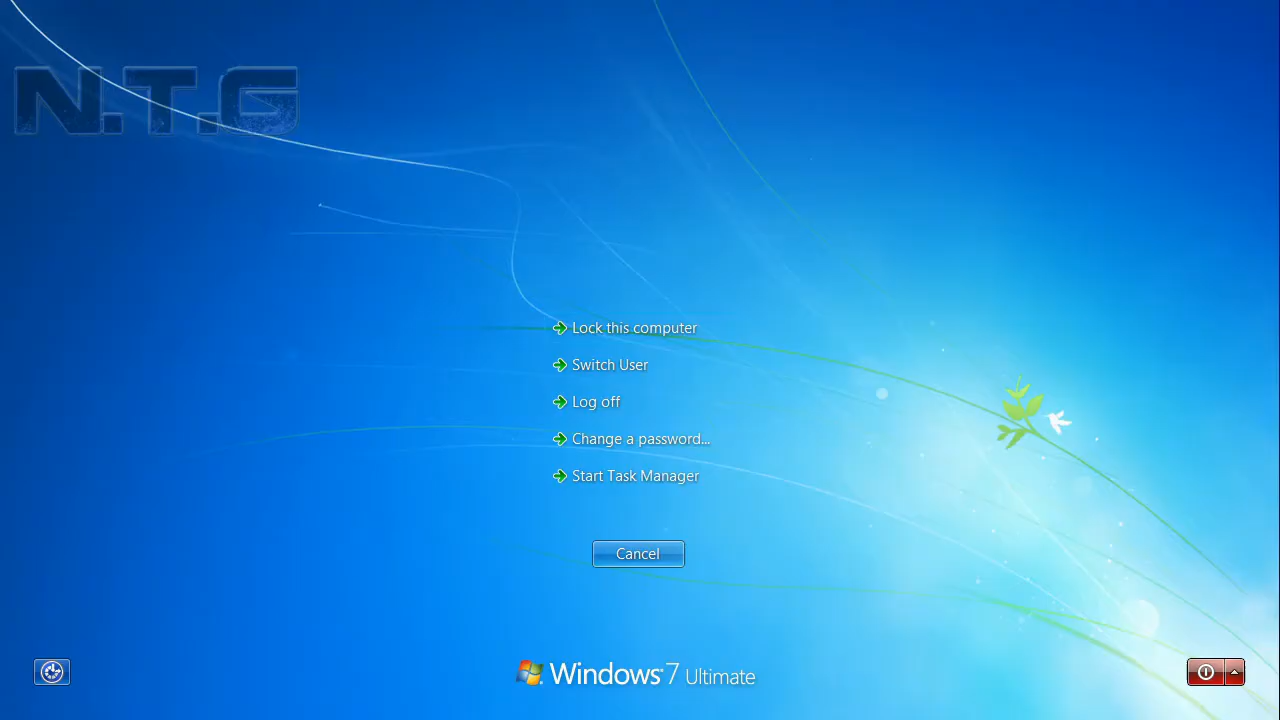 N.T.G
Lock this computer
Switch User
Log off
Change a password...
Start Task Manager
Cancel
Windows 7 Ultimate